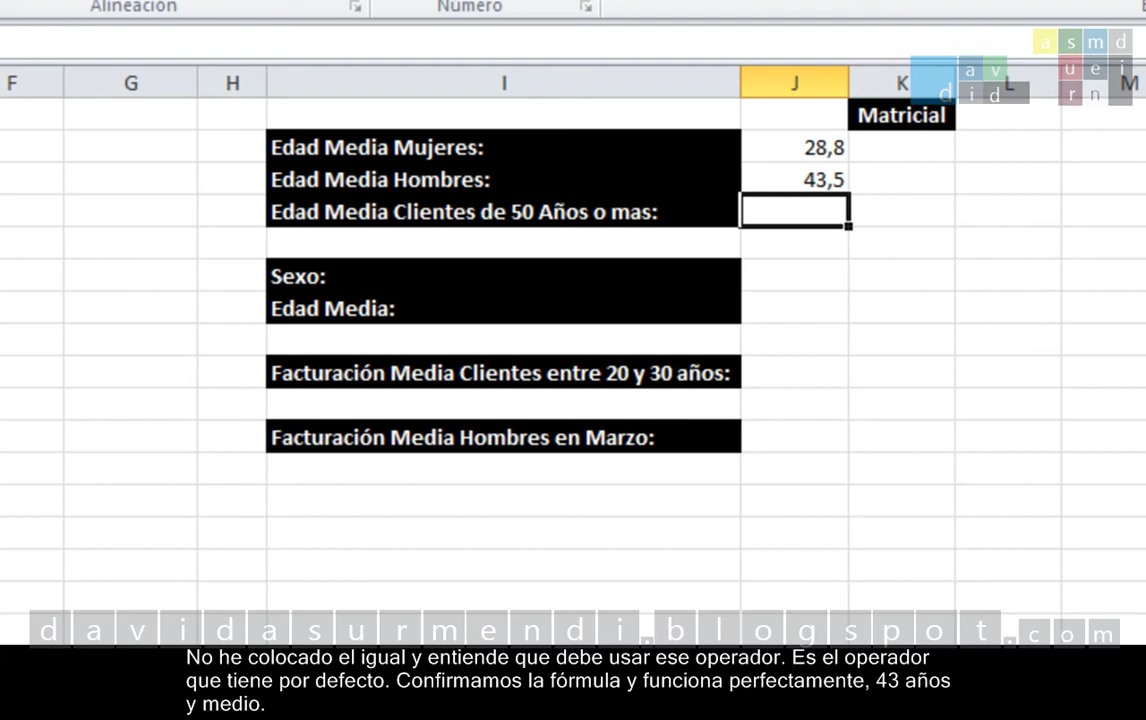 Alineación Número
F G H I J K L M
Matricial
Edad Media Mujeres: 28,8
Edad Media Hombres: 43,5
Edad Media Clientes de 50 Años o mas:
Sexo:
Edad Media:
Facturación Media Clientes entre 20 y 30 años:
Facturación Media Hombres en Marzo:
a s m d
d a v u e i
i d r n
davidasurmendi.blogspot.com
No he colocado el igual y entiende que debe usar ese operador. Es el operador
que tiene por defecto. Confirmamos la fórmula y funciona perfectamente, 43 años
y medio.